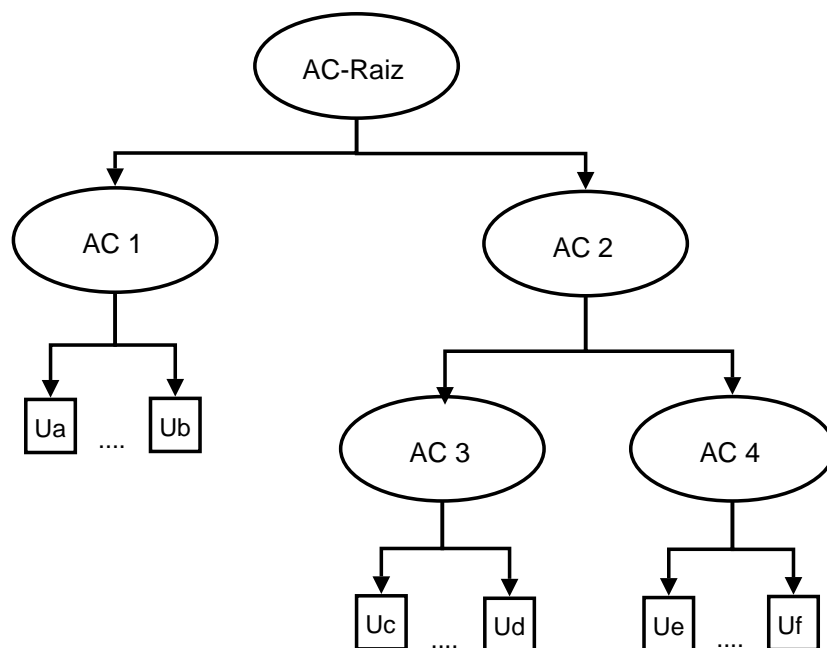 AC-Raiz
AC 1
AC 2
Ua .... Ub
AC 3
AC 4
Uc .... Ud
Ue .... Uf